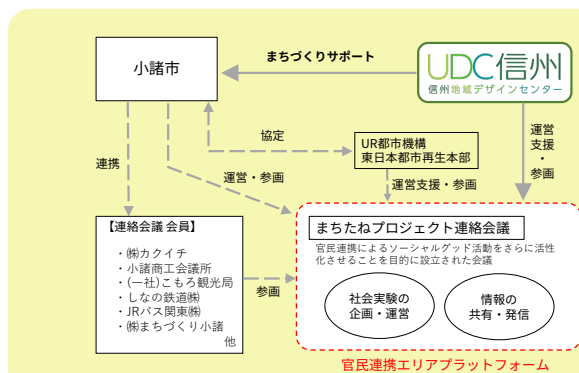 小諸市
まちづくりサポート
UDC信州
信州地域デザインセンター
協定
UR都市機構
東日本都市再生本部
運営
支援
・
参画
連携
運営・参画
運営支援・参画
【連絡会議 会員】
・㈱カクイチ
・小諸商工会議所
・(一社)こもろ観光局
・しなの鉄道㈱
・JRバス関東㈱
・㈱まちづくり小諸
他
参画
まちたねプロジェクト連絡会議
官民連携によるソーシャルグッド活動をさらに活性
化させることを目的に設立された会議
社会実験の
企画・運営
情報の
共有・発信
官民連携エリアプラットフォーム